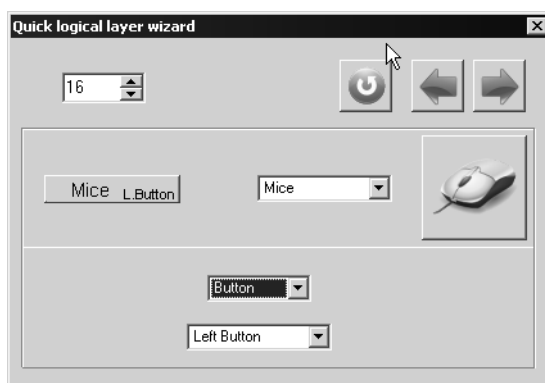 Quick logical layer wizard
16
Mice L.Button
Mice
Button
Left Button